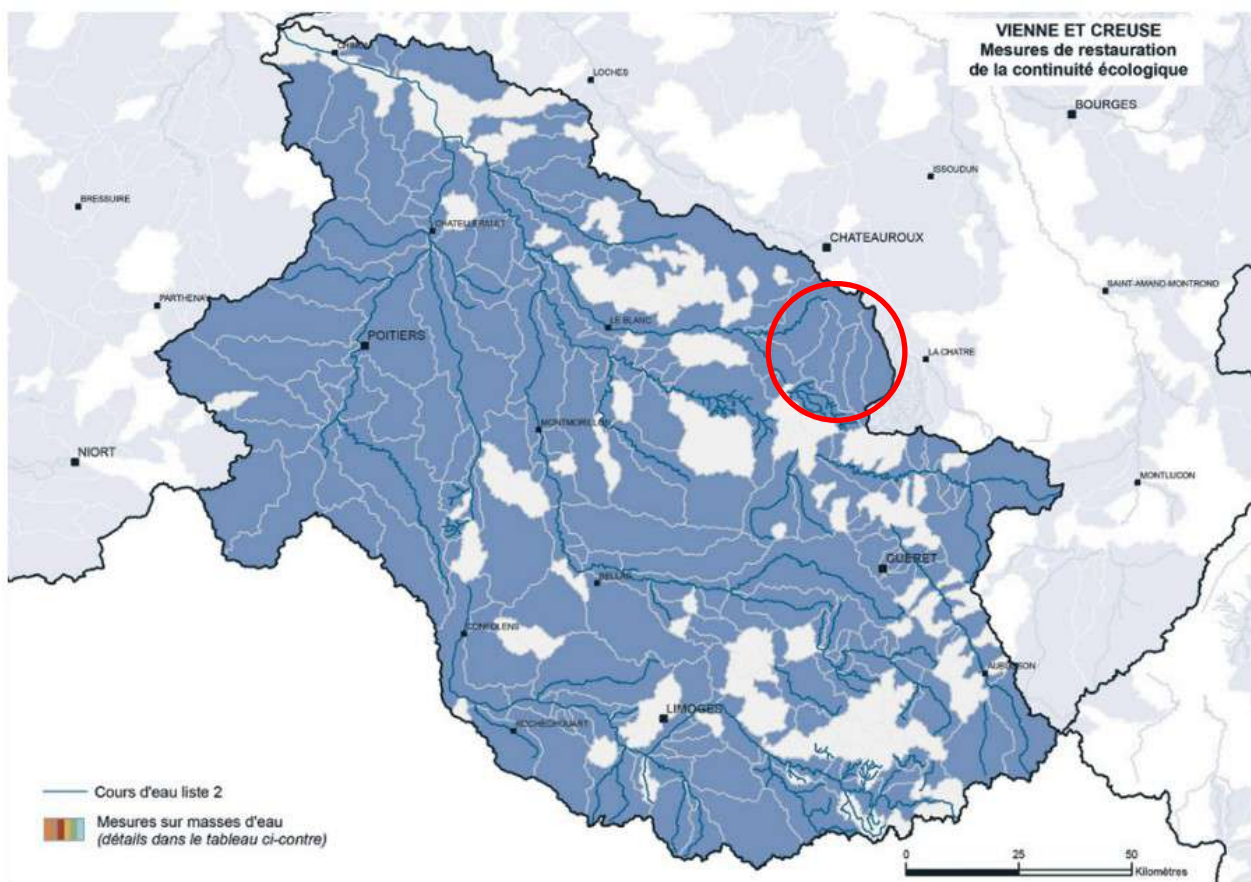 VIENNE ET CREUSE
Mesures de restauration
de la continuité écologique
CHINON
LOCHES
BOURGES
ISSOUDUN
BRESSUIRE
CHATELLERAULT
CHATEAUROUX
SAINT-AMAND-MONTROND
PARTHENAY
LE BLANC
POITIERS
LA CHATRE
MONTMORILLON
NIORT
MONTLUCON
GUERET
BELLAC
CONFOLENS
AUBUSSON
LIMOGES
ROCHECHOUART
Cours d'eau liste 2
Mesures sur masses d'eau
(détails dans le tableau ci-contre)
0 25 50
Kilomètres